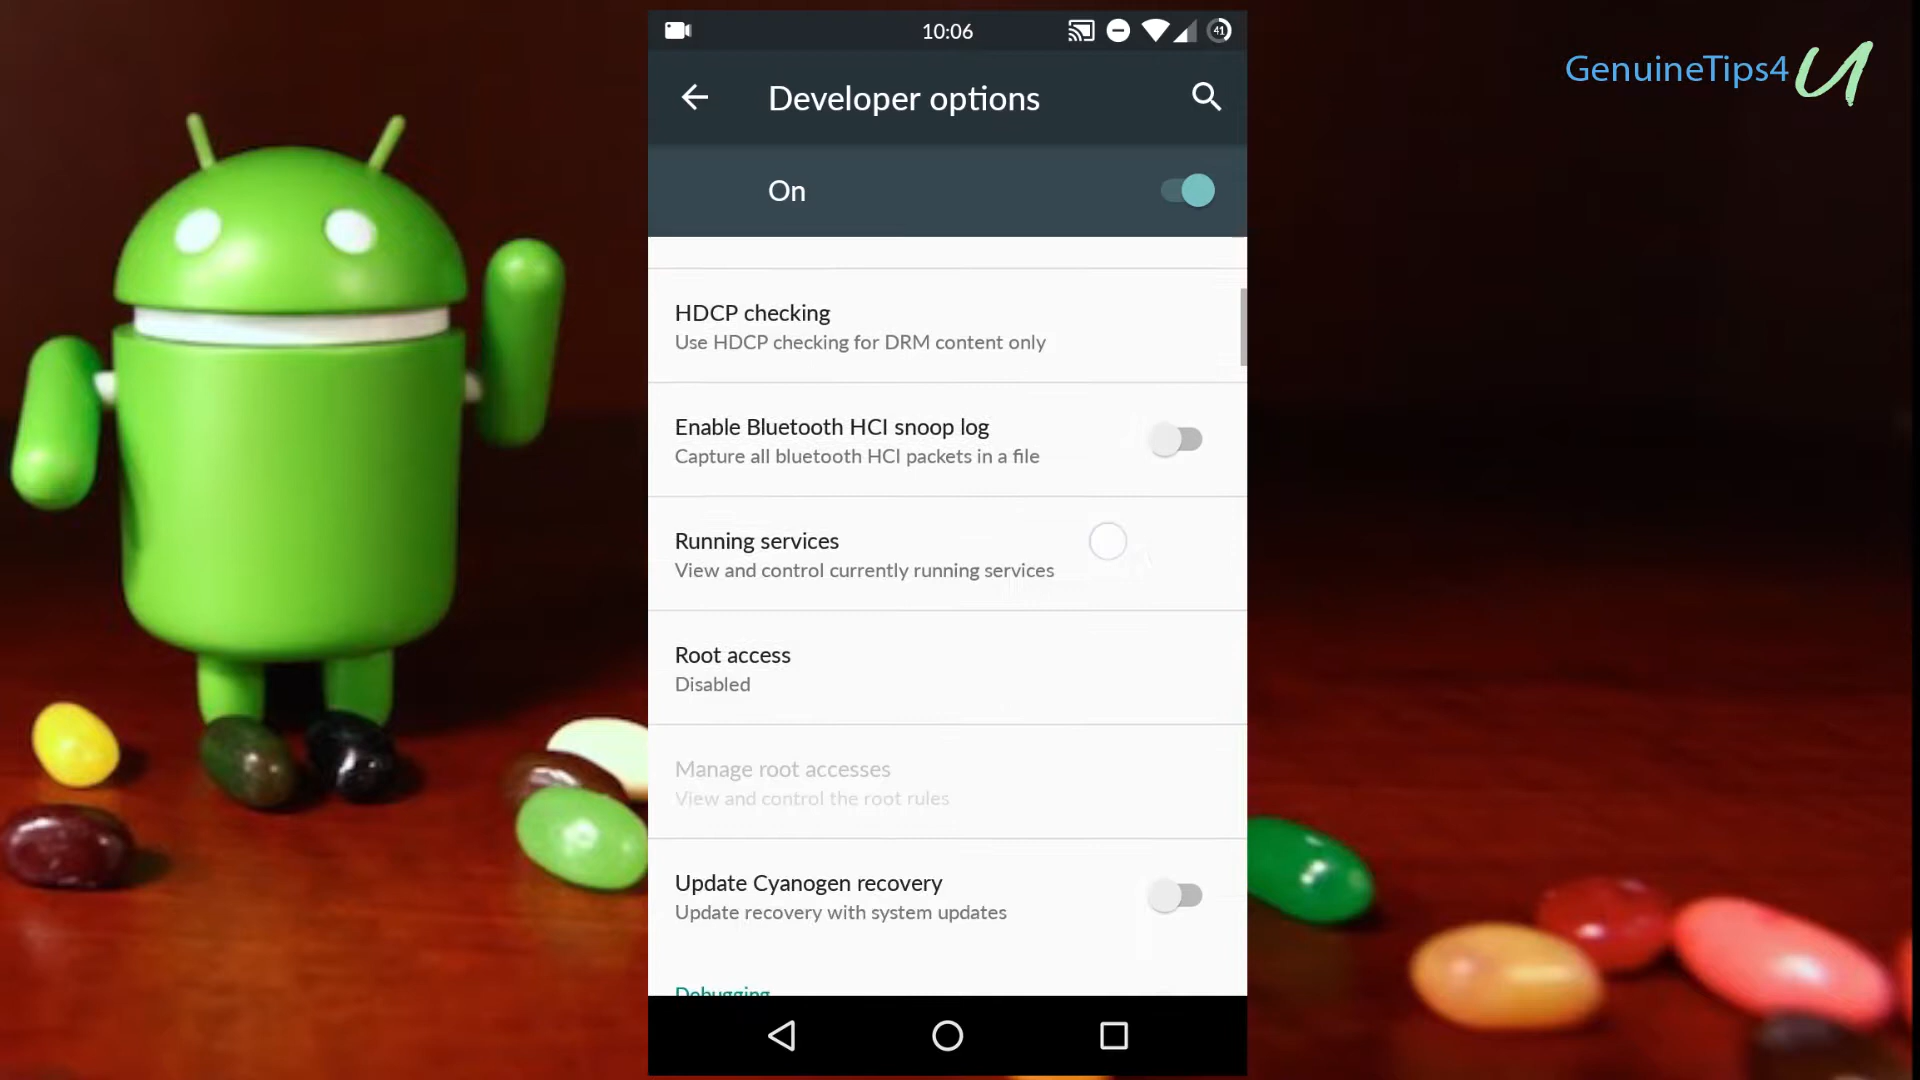 10:06
41
GenuineTips4U
Developer options
On
HDCP checking
Use HDCP checking for DRM content only
Enable Bluetooth HCI snoop log
Capture all bluetooth HCI packets in a file
Running services
View and control currently running services
Root access
Disabled
Manage root accesses
View and control the root rules
Update Cyanogen recovery
Update recovery with system updates
Debugging